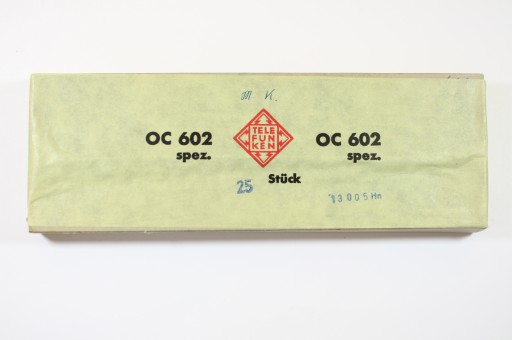 m K.
OC 602
spez.
TELE
FUN
KEN
OC 602
spez.
25 Stück
13005 Hn